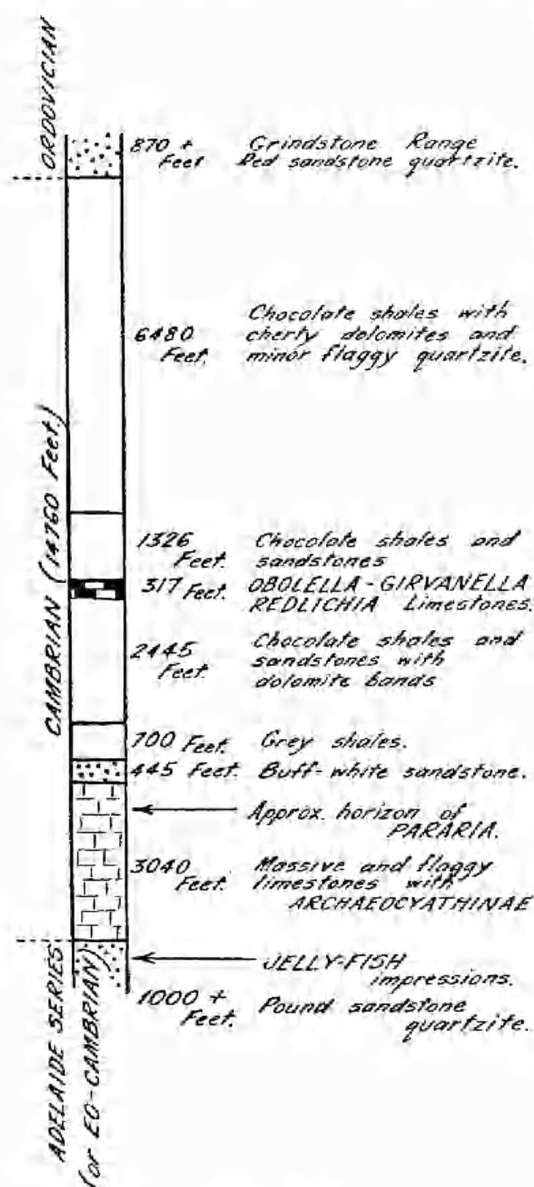 ORDOVICIAN
870 + Grindstone Range
Feet Red sandstone quartzite.
CAMBRIAN (14760 Feet.)
Chocolate shales with
6480 cherty dolomites and
Feet. minor flaggy quartzite.
1326 Chocolate shales and
Feet. sandstones
317 Feet. OBOLELLA - GIRVANELLA
REDLICHIA Limestones.
2445 Chocolate shales and
Feet. sandstones with
dolomite bands
700 Feet. Grey shales.
445 Feet. Buff-white sandstone.
Approx. horizon of
PARARIA.
3040 Massive and flaggy
Feet. limestones with
ARCHAEOCYATHINAE
ADELAIDE SERIES
(or EO-CAMBRIAN)
JELLY-FISH
impressions.
1000 + Pound sandstone
Feet. quartzite.